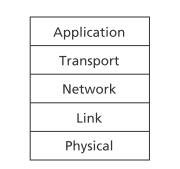 Application
Transport
Network
Link
Physical